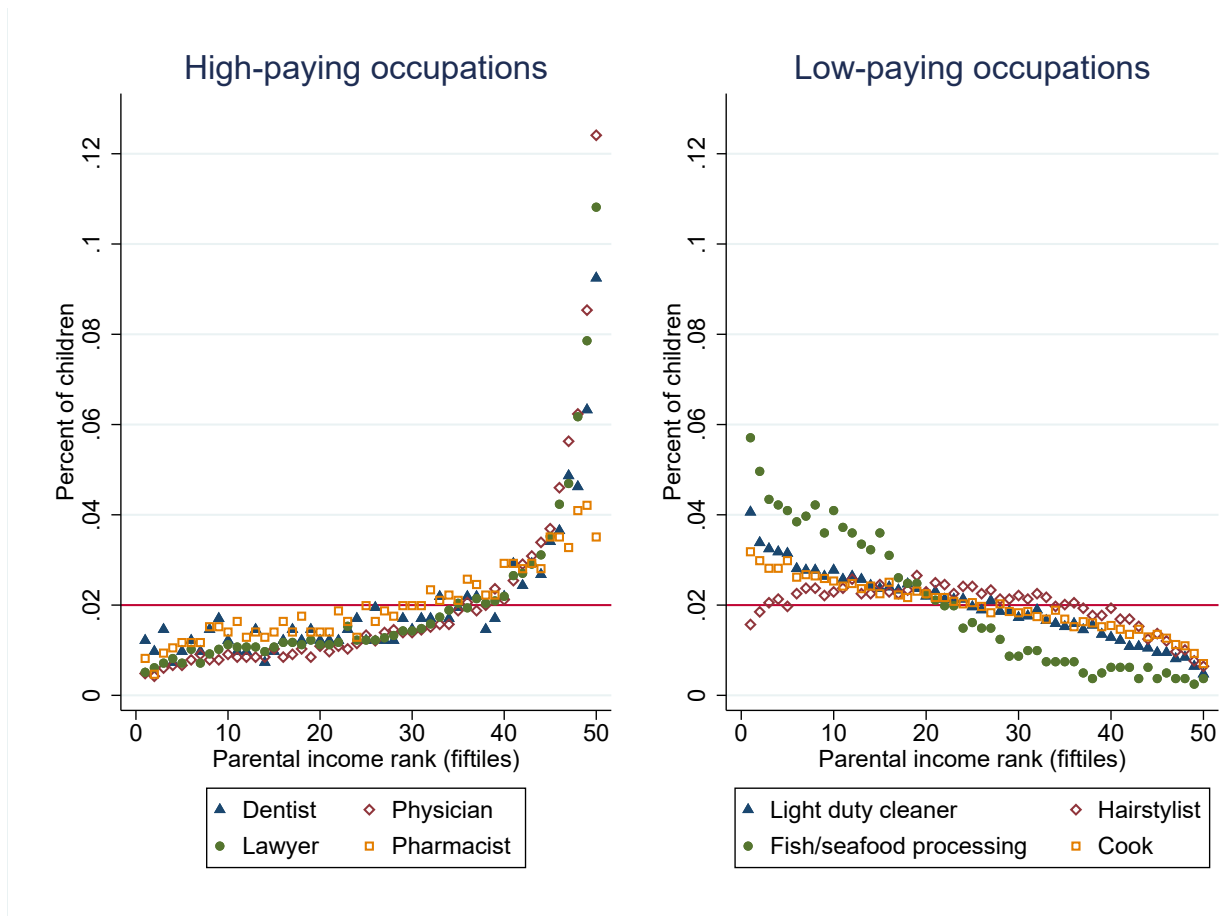 High-paying occupations
Percent of children
0 .02 .04 .06 .08 .1 .12
0 10 20 30 40 50
Parental income rank (fiftiles)
Dentist Physician
Lawyer Pharmacist
Low-paying occupations
Percent of children
0 .02 .04 .06 .08 .1 .12
0 10 20 30 40 50
Parental income rank (fiftiles)
Light duty cleaner Hairstylist
Fish/seafood processing Cook